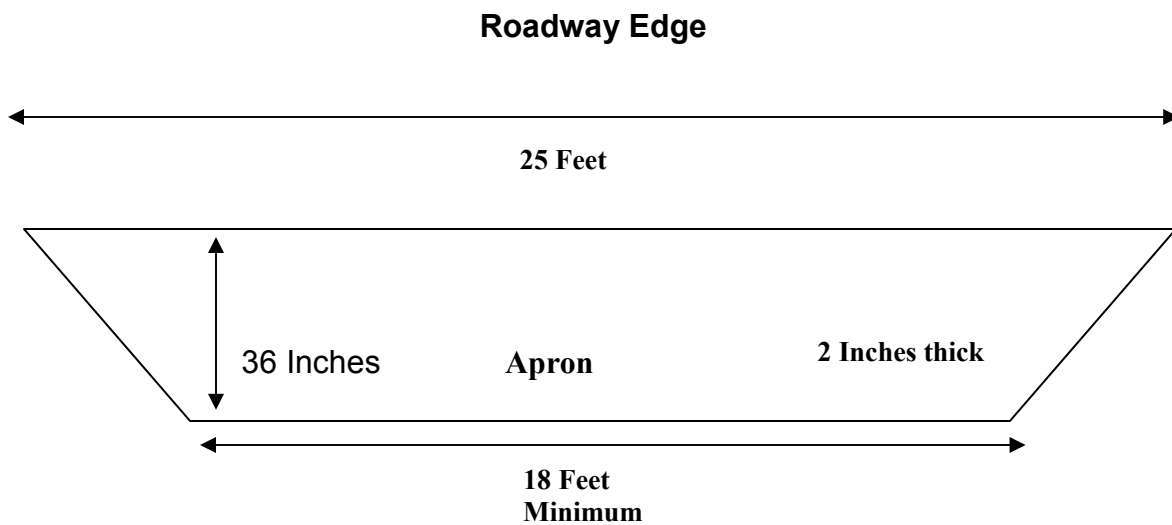 Roadway Edge
25 Feet
36 Inches
Apron
2 Inches thick
18 Feet
Minimum